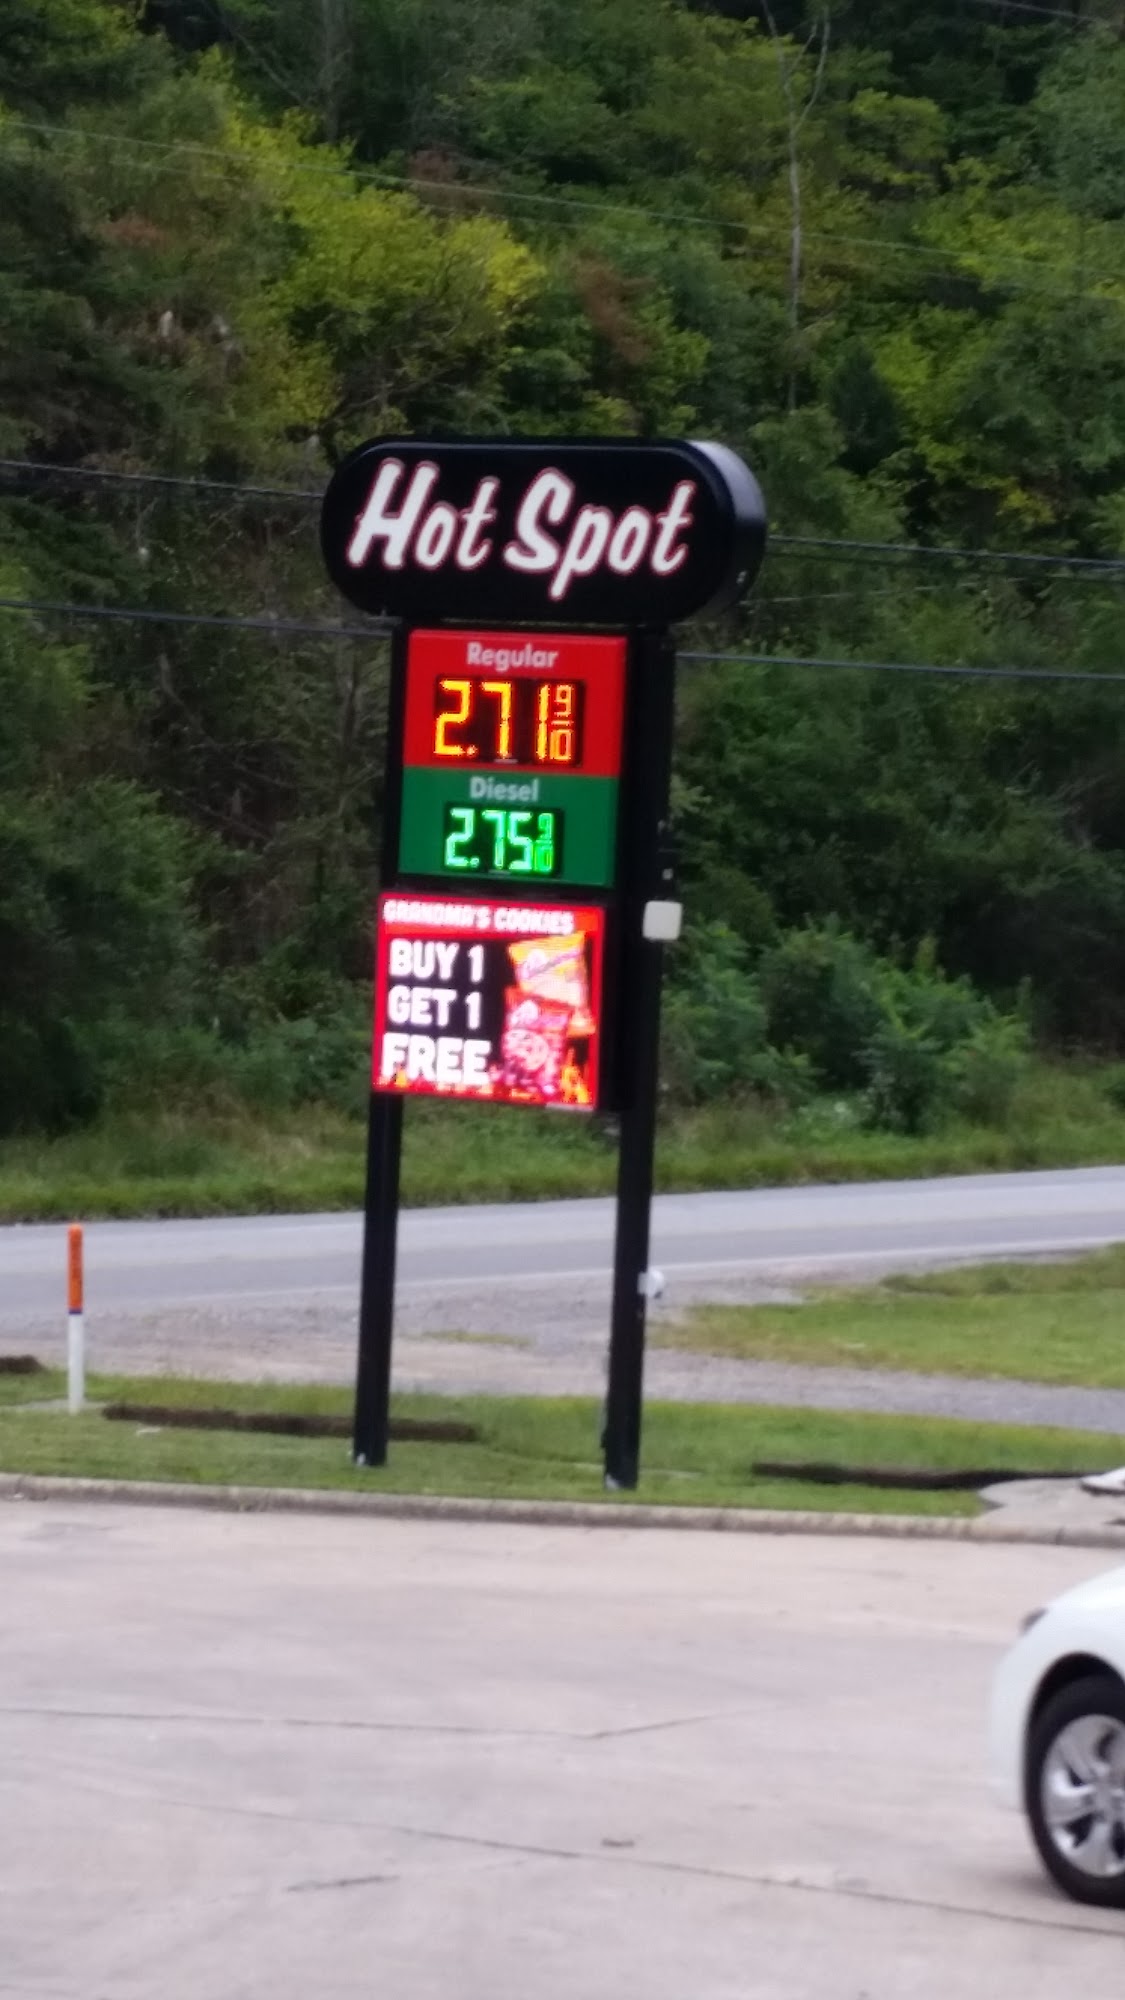 Hot Spot
Regular
2.71 9/10
Diesel
2.75 9/10
GRANDMA'S COOKIES
BUY 1
GET 1
FREE